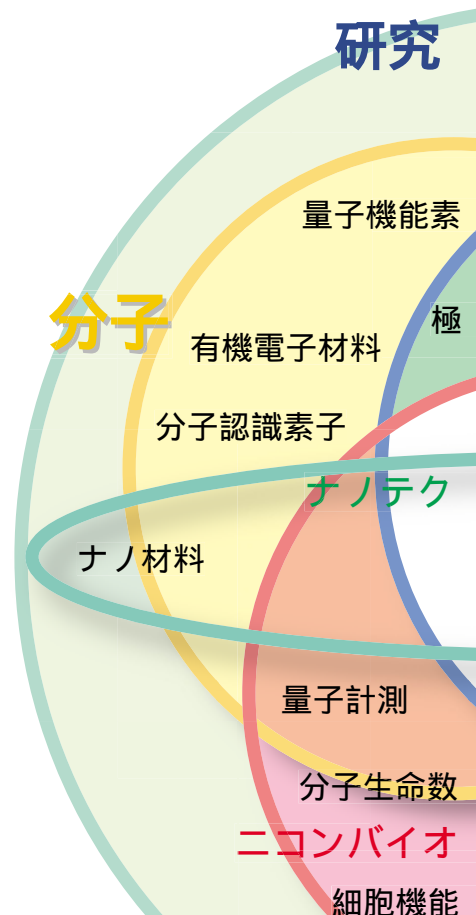 研究
量子機能素
極
分子
有機電子材料
分子認識素子
ナノテク
ナノ材料
量子計測
分子生命数
ニコンバイオ
細胞機能